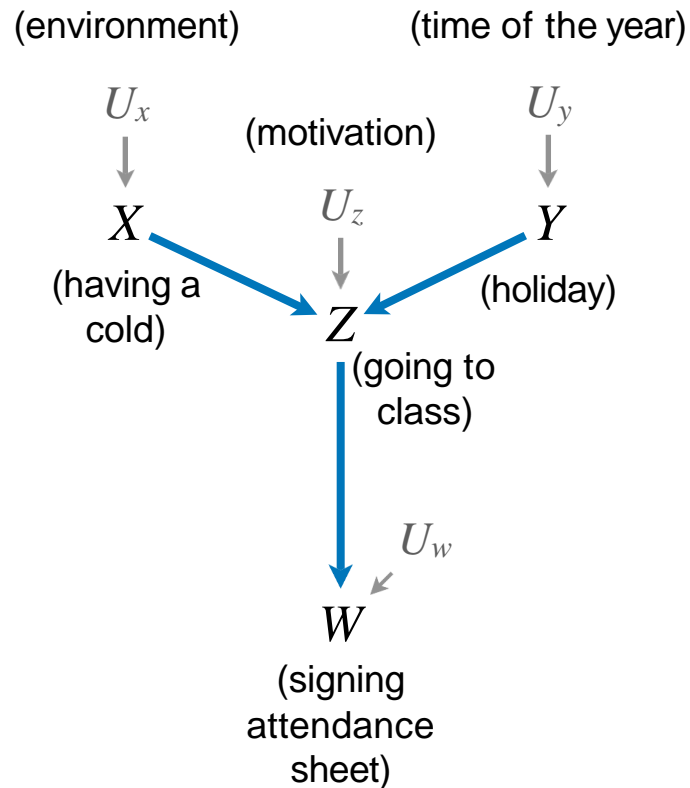 (environment)
(time of the year)
Ux
Uy
(motivation)
Uz
X
Y
(having a
cold)
(holiday)
Z
(going to
class)
Uw
W
(signing
attendance
sheet)